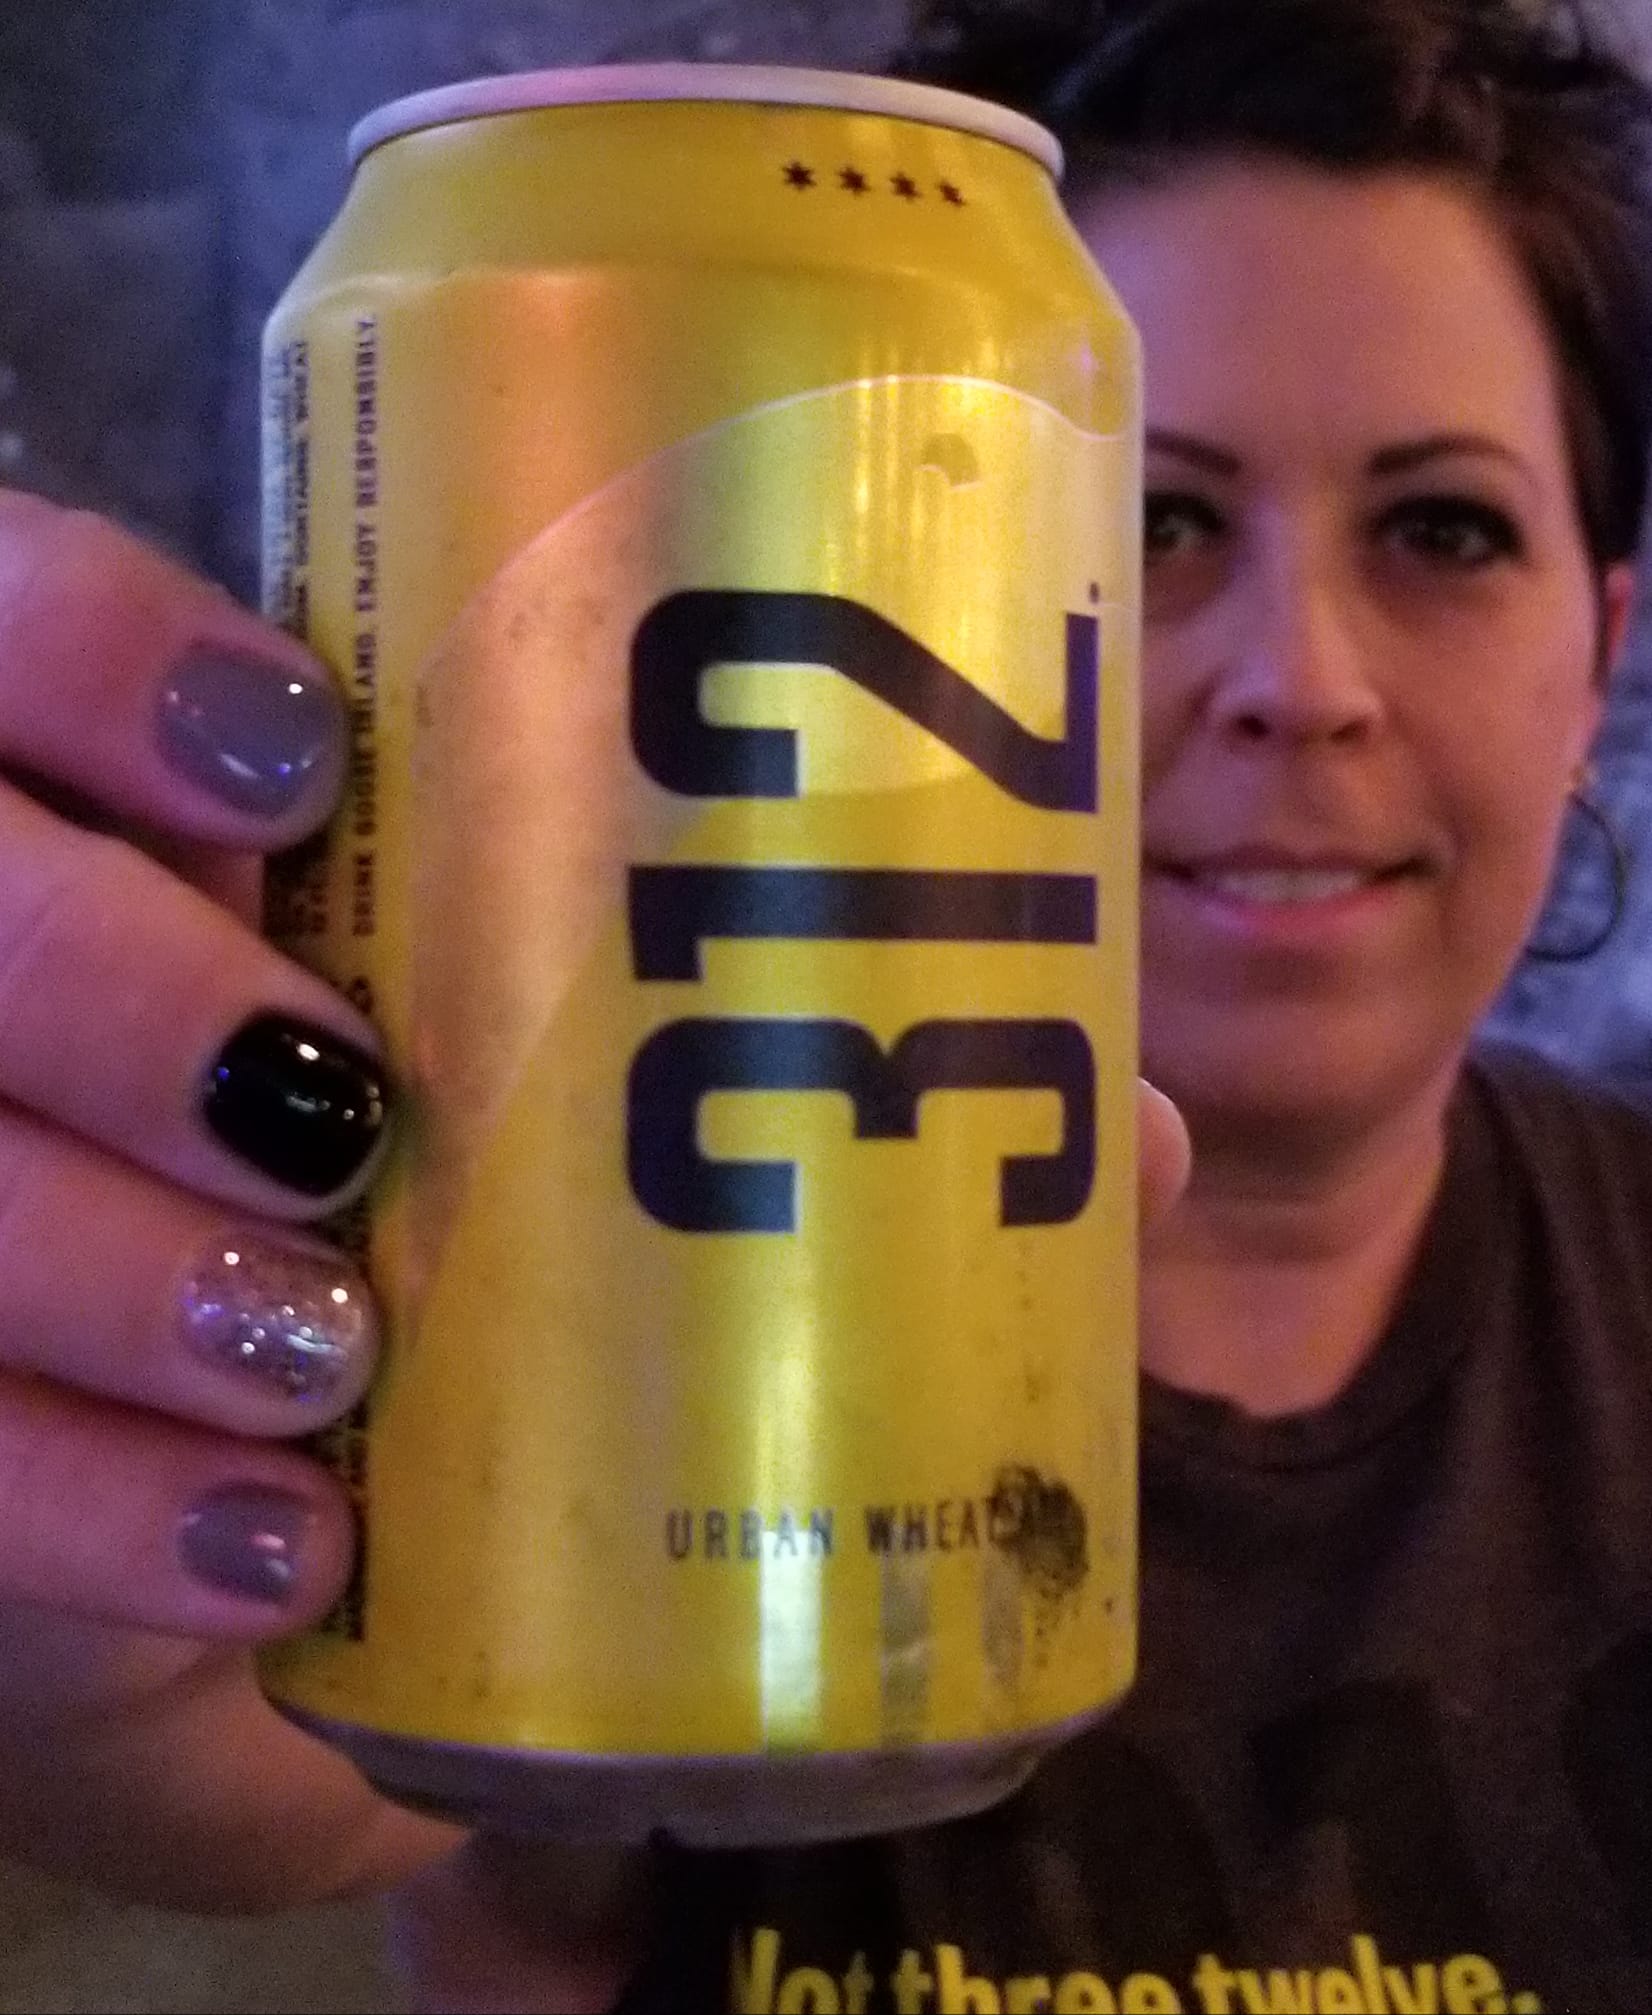 DRINK GOOSE ISLAND. ENJOY RESPONSIBLY.
312.
URBAN WHEAT
Not three twelve.